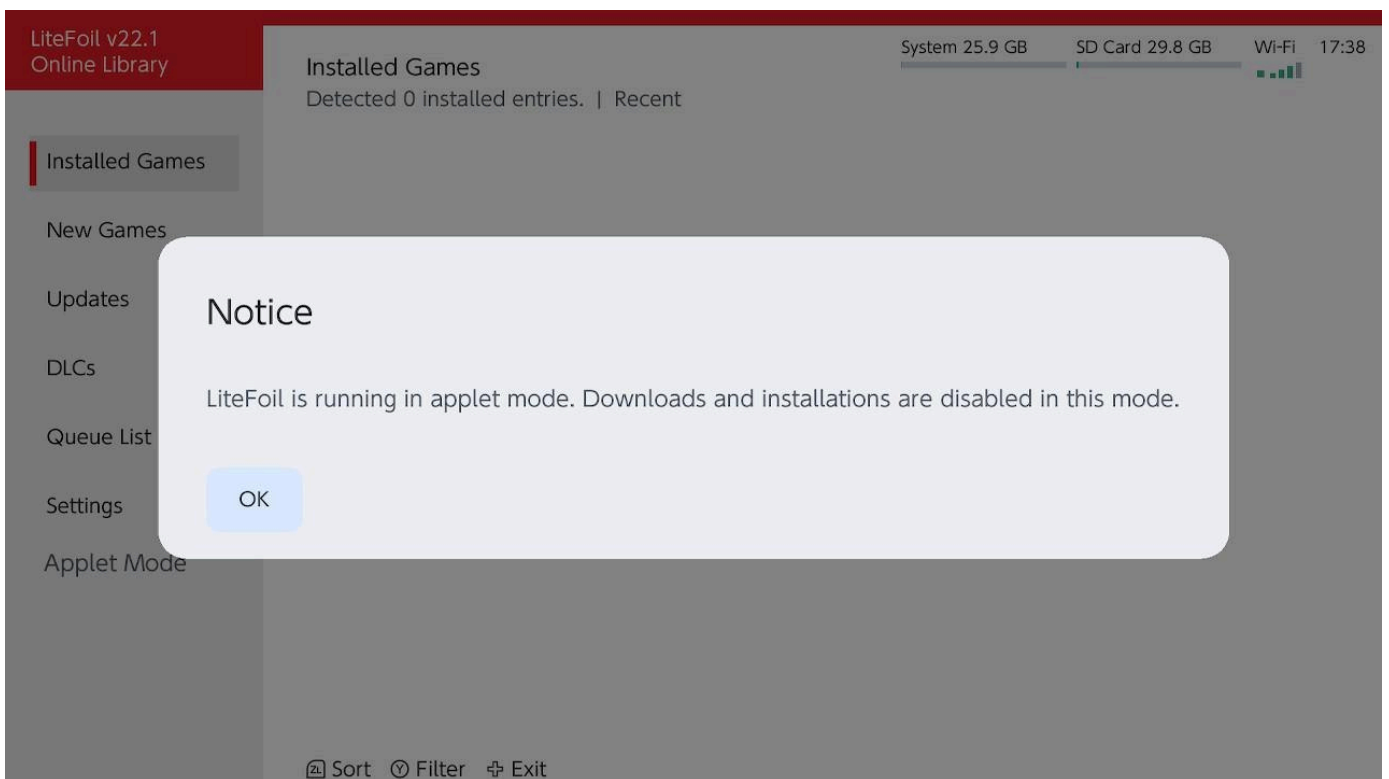 LiteFoil v22.1
Online Library
System 25.9 GB
SD Card 29.8 GB
Wi-Fi 17:38
Installed Games
Detected 0 installed entries. | Recent
Installed Games
New Games
Updates
DLCs
Queue List
Settings
Applet Mode
Notice
LiteFoil is running in applet mode. Downloads and installations are disabled in this mode.
OK
ZL Sort Y Filter Exit